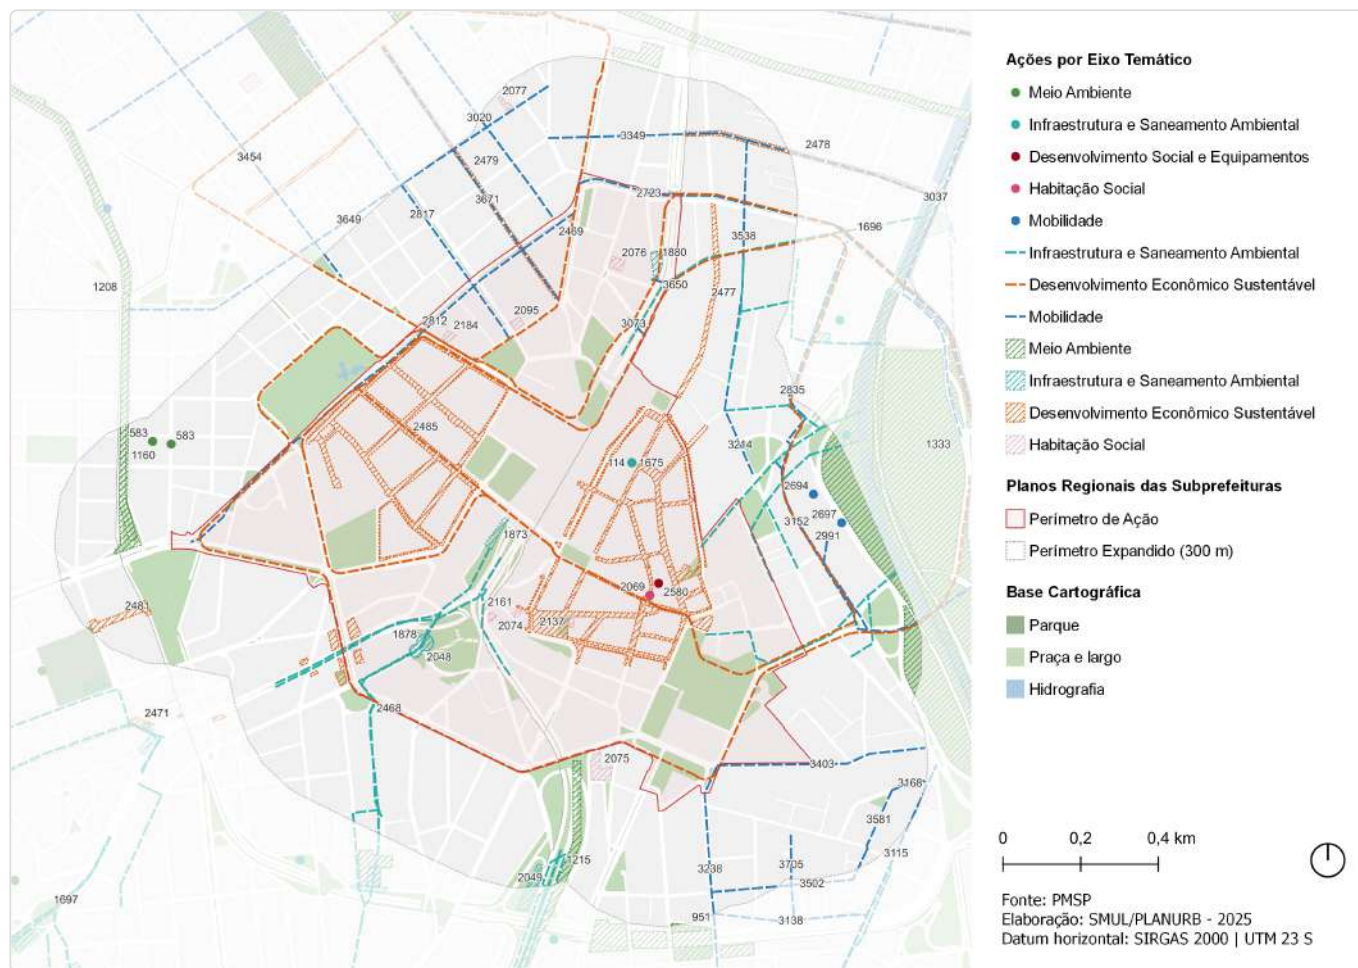 2077
3020
3349
2478
3454
2479
3671
3037
2723
3649
2817
2469
3538
1696
2076
1880
1208
3650
2477
2095
2812
2184
3073
2835
583
583
2485
1160
3214
1333
114
1675
2694
2697
3152
2991
1873
2069
2580
2161
2481
2074
2137
1878
2048
2471
2468
2075
3403
3168
3581
3115
1215
2049
3238
3705
3502
1697
951
3138
Ações por Eixo Temático
Meio Ambiente
Infraestrutura e Saneamento Ambiental
Desenvolvimento Social e Equipamentos
Habitação Social
Mobilidade
Infraestrutura e Saneamento Ambiental
Desenvolvimento Econômico Sustentável
Mobilidade
Meio Ambiente
Infraestrutura e Saneamento Ambiental
Desenvolvimento Econômico Sustentável
Habitação Social
Planos Regionais das Subprefeituras
Perímetro de Ação
Perímetro Expandido (300 m)
Base Cartográfica
Parque
Praça e largo
Hidrografia
0 0,2 0,4 km
Fonte: PMSP
Elaboração: SMUL/PLANURB - 2025
Datum horizontal: SIRGAS 2000 | UTM 23 S